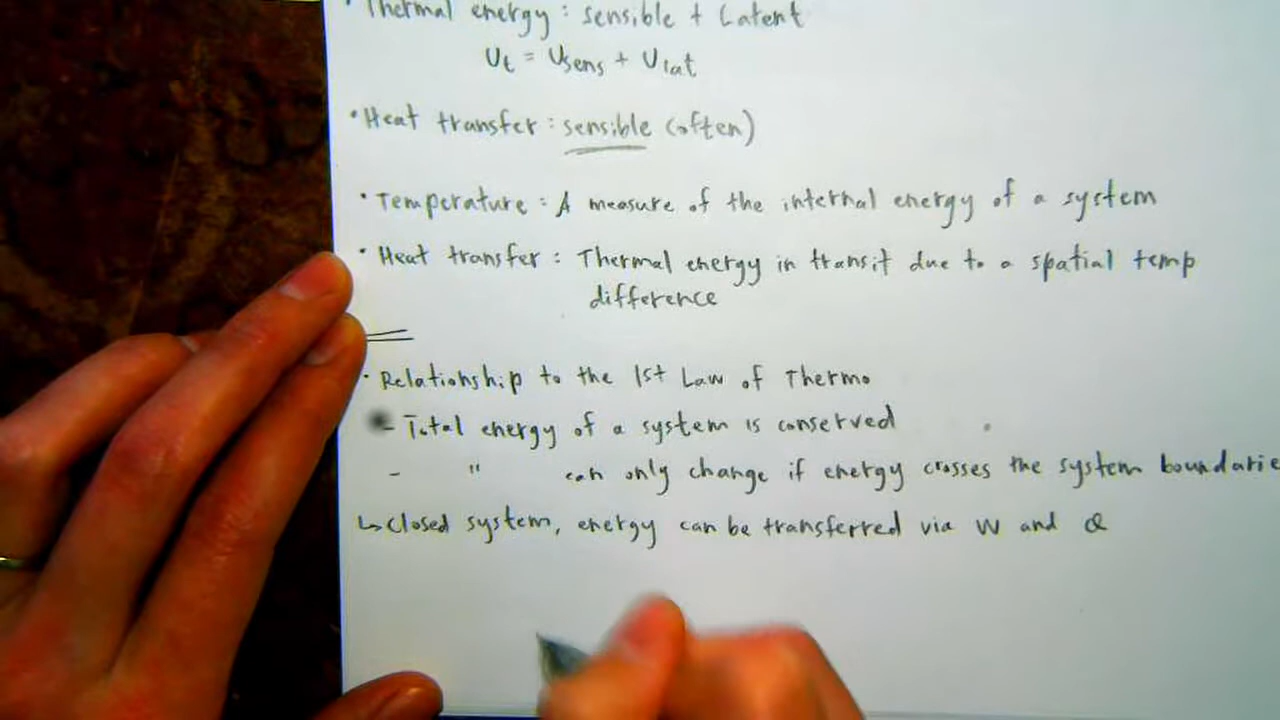 • Thermal energy : sensible + Latent
Ut = Usens + Ulat
• Heat transfer : sensible (often)
• Temperature : A measure of the internal energy of a system
• Heat transfer : Thermal energy in transit due to a spatial temp
difference
• Relationship to the 1st Law of Thermo
- Total energy of a system is conserved
- " can only change if energy crosses the system boundarie
↳ Closed system, energy can be transferred via W and Q